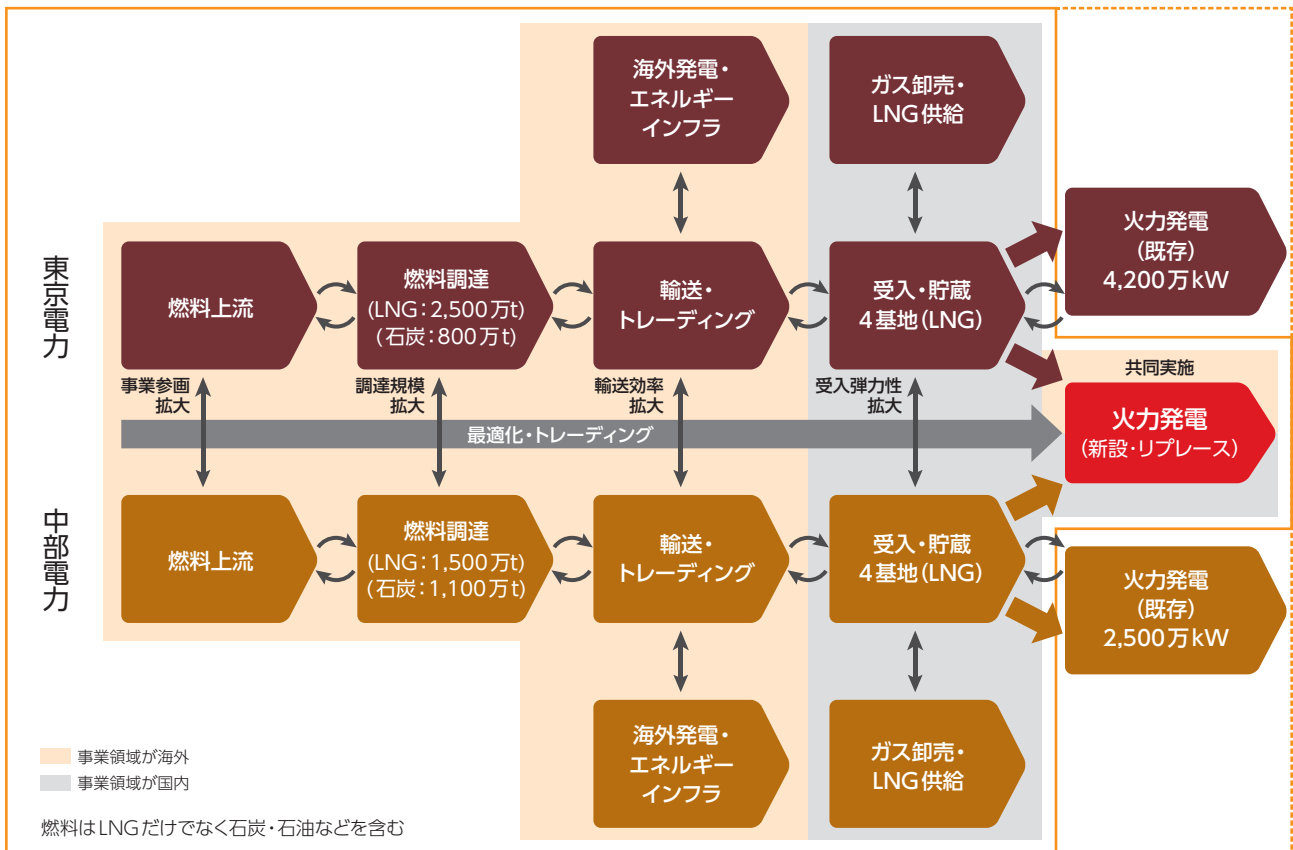 海外発電・
エネルギー
インフラ
ガス卸売・
LNG供給
東京電力
燃料上流
燃料調達
(LNG：2,500万t)
(石炭：800万t)
輸送・
トレーディング
受入・貯蔵
4基地(LNG)
火力発電
(既存)
4,200万kW
事業参画
拡大
調達規模
拡大
輸送効率
拡大
受入弾力性
拡大
最適化・トレーディング
共同実施
火力発電
(新設・リプレース)
中部電力
燃料上流
燃料調達
(LNG：1,500万t)
(石炭：1,100万t)
輸送・
トレーディング
受入・貯蔵
4基地(LNG)
火力発電
(既存)
2,500万kW
海外発電・
エネルギー
インフラ
ガス卸売・
LNG供給
事業領域が海外
事業領域が国内
燃料はLNGだけでなく石炭・石油などを含む